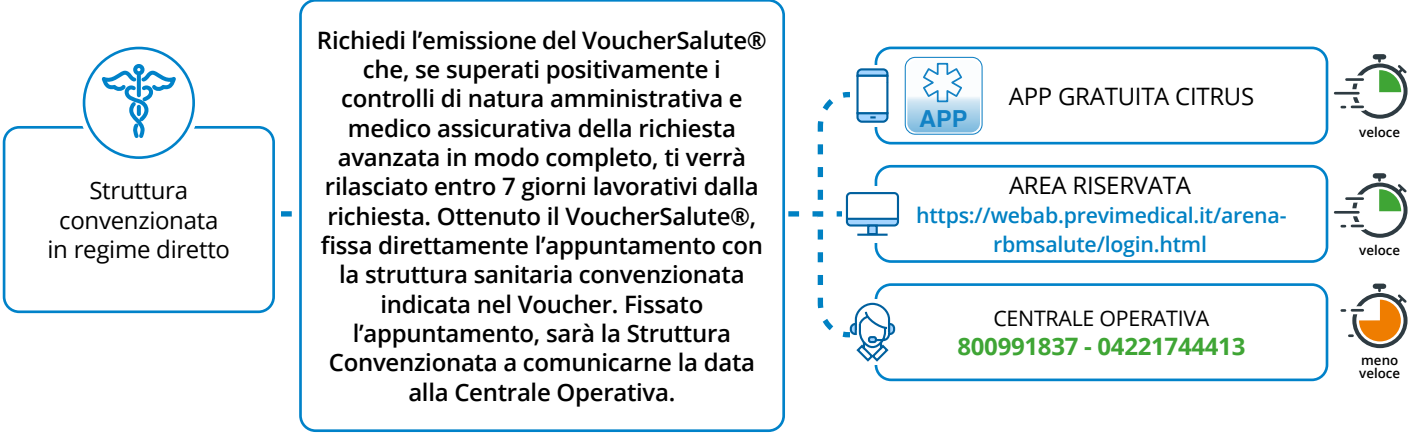 Struttura
convenzionata
in regime diretto
Richiedi l'emissione del VoucherSalute®
che, se superati positivamente i
controlli di natura amministrativa e
medico assicurativa della richiesta
avanzata in modo completo, ti verrà
rilasciato entro 7 giorni lavorativi dalla
richiesta. Ottenuto il VoucherSalute®,
fissa direttamente l'appuntamento con
la struttura sanitaria convenzionata
indicata nel Voucher. Fissato
l'appuntamento, sarà la Struttura
Convenzionata a comunicarne la data
alla Centrale Operativa.
APP
APP GRATUITA CITRUS
veloce
AREA RISERVATA
https://webab.previmedical.it/arena-
rbmsalute/login.html
veloce
CENTRALE OPERATIVA
800991837 - 04221744413
meno
veloce